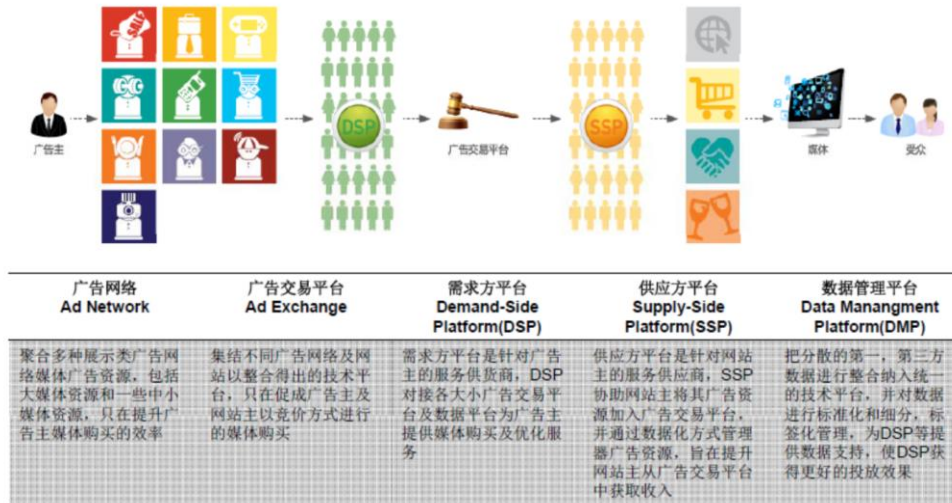 SALE
DSP
SSP
广告主
广告交易平台
媒体
受众
广告网络
Ad Network
广告交易平台
Ad Exchange
需求方平台
Demand-Side
Platform(DSP)
供应方平台
Supply-Side
Platform(SSP)
数据管理平台
Data Manangment
Platform(DMP)
聚合多种展示类广告网
络媒体广告资源，包括
大媒体资源和一些中小
媒体资源，只在提升广
告主媒体购买的效率
集结不同广告网络及网
站以整合得出的技术平
台，只在促成广告主及
网站主以竞价方式进行
的媒体购买
需求方平台是针对广告
主的服务供货商，DSP
对接各大小广告交易平
台及数据平台为广告主
提供媒体购买及优化服
务
供应方平台是针对网站
主的服务供应商，SSP
协助网站主将其广告资
源加入广告交易平台，
并通过数据化方式管理
器广告资源，旨在提升
网站主从广告交易平台
中获取收入
把分散的第一，第三方
数据进行整合纳入统一
的技术平台，并对数据
进行标准化和细分，标
签化管理，为DSP等提
供数据支持，使DSP获
得更好的投放效果